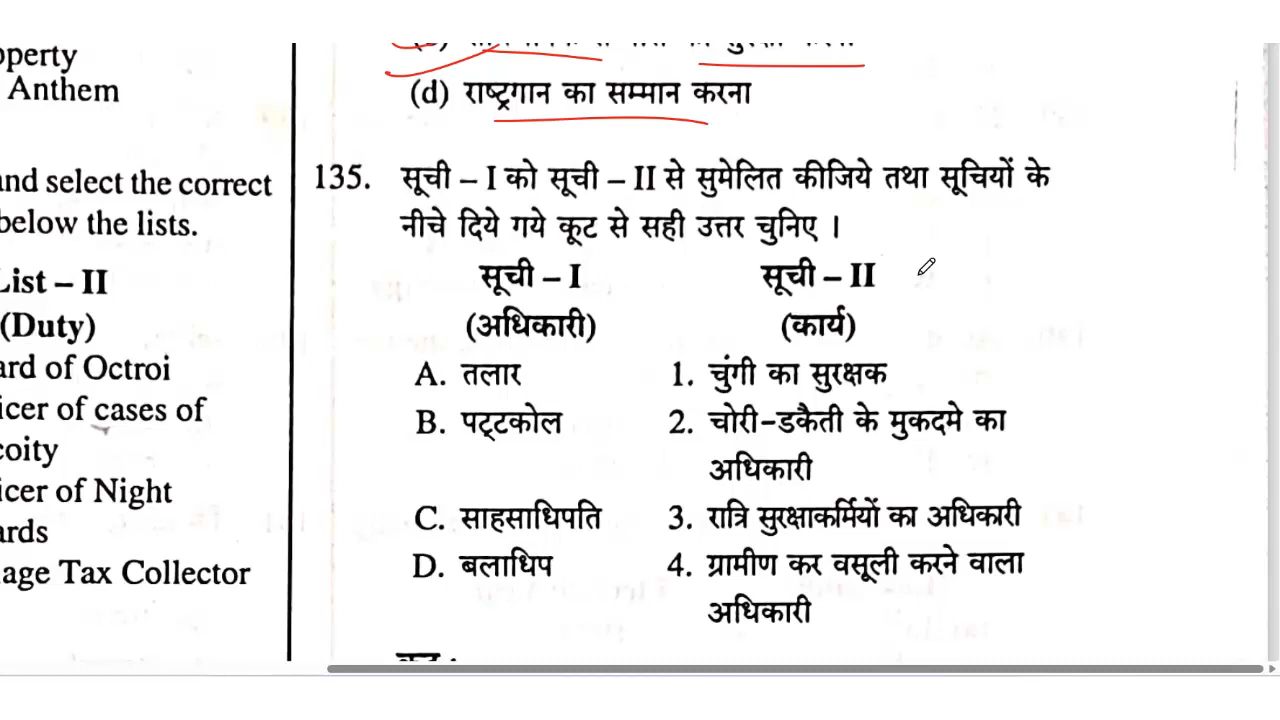 operty
Anthem
and select the correct
below the lists.
List – II
(Duty)
ard of Octroi
icer of cases of
coity
icer of Night
ards
lage Tax Collector
(d) राष्ट्रगान का सम्मान करना
135. सूची – I को सूची – II से सुमेलित कीजिये तथा सूचियों के
नीचे दिये गये कूट से सही उत्तर चुनिए ।
सूची – I सूची – II
(अधिकारी) (कार्य)
A. तलार 1. चुंगी का सुरक्षक
B. पट्टकोल 2. चोरी-डकैती के मुकदमे का
अधिकारी
C. साहसाधिपति 3. रात्रि सुरक्षाकर्मियों का अधिकारी
D. बलाधिप 4. ग्रामीण कर वसूली करने वाला
अधिकारी